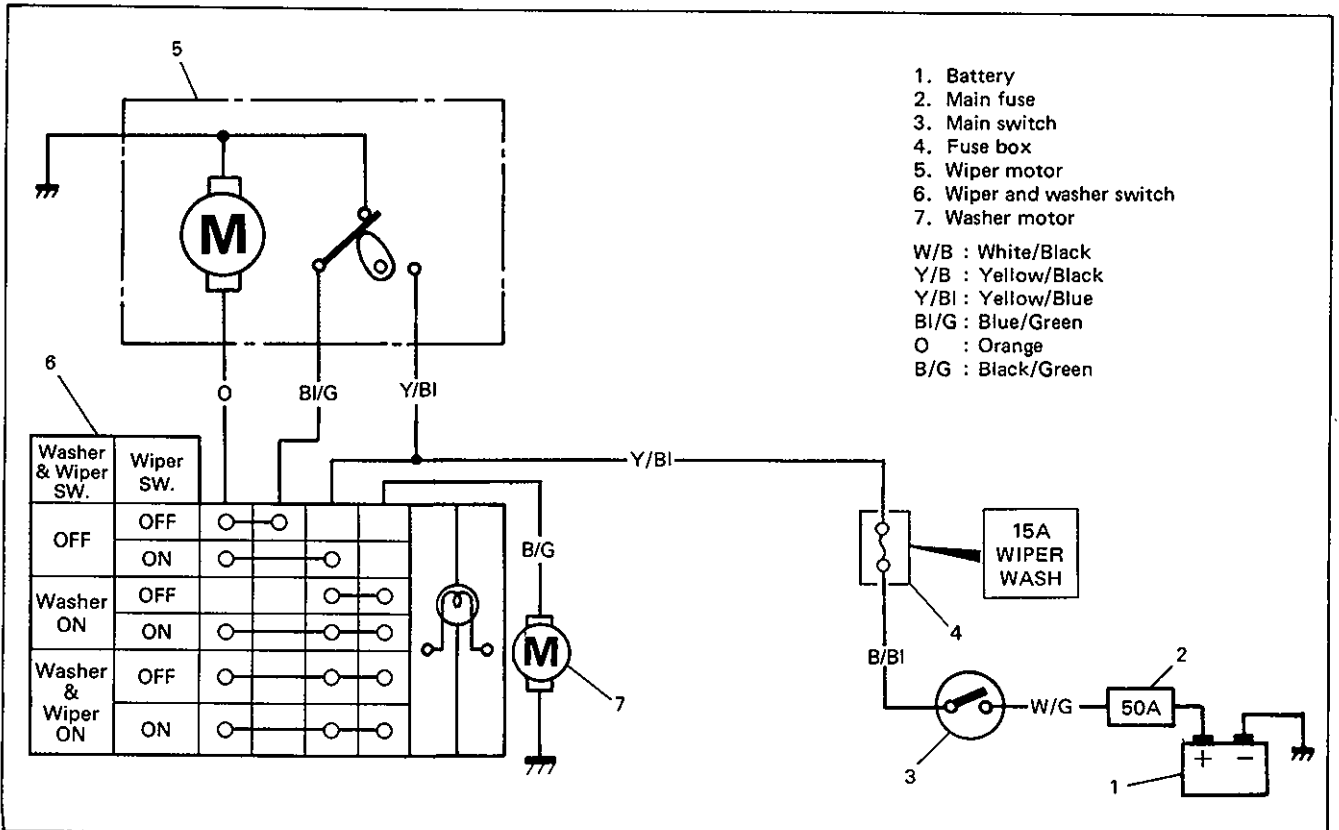 5
1. Battery
2. Main fuse
3. Main switch
4. Fuse box
5. Wiper motor
6. Wiper and washer switch
7. Washer motor
W/B : White/Black
Y/B : Yellow/Black
Y/Bl : Yellow/Blue
Bl/G : Blue/Green
O : Orange
B/G : Black/Green
M
6
O
Bl/G
Y/Bl
Washer
& Wiper
SW.
Wiper
SW.
OFF
OFF
ON
Washer
ON
OFF
ON
Washer
&
Wiper
ON
OFF
ON
Y/Bl
B/G
M
7
15A
WIPER
WASH
4
B/Bl
3
W/G
2
50A
1
+ −